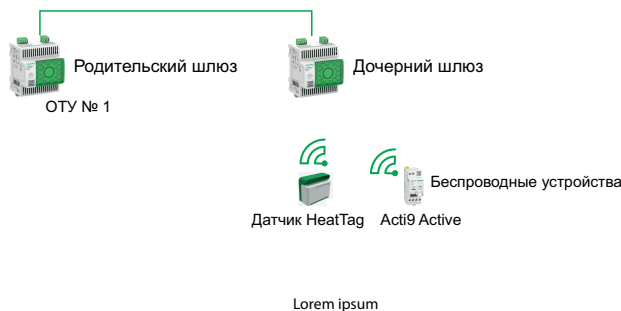 Родительский шлюз
Дочерний шлюз
ОТУ № 1
Беспроводные устройства
Датчик HeatTag
Acti9 Active
Lorem ipsum